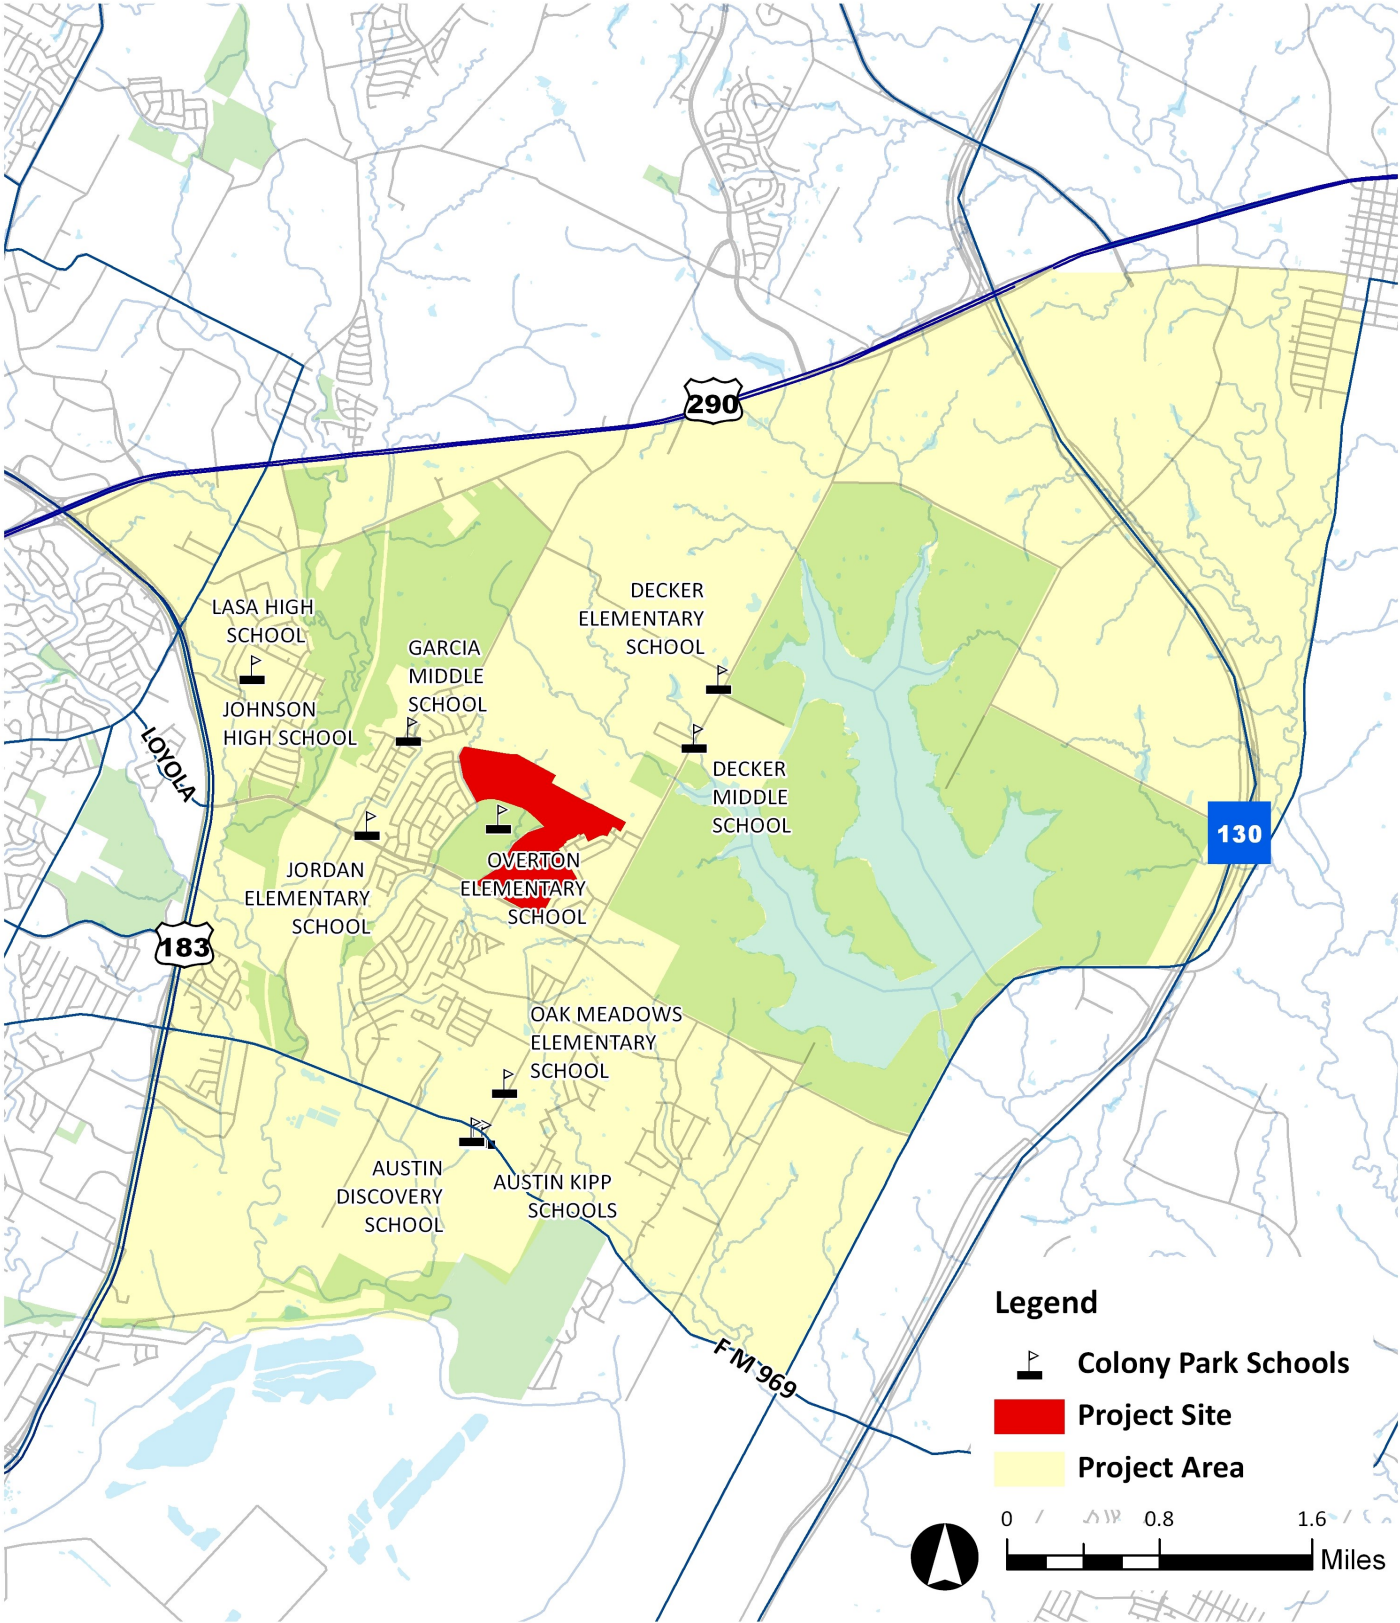 290
DECKER
ELEMENTARY
SCHOOL
LASA HIGH
SCHOOL
GARCIA
MIDDLE
SCHOOL
JOHNSON
HIGH SCHOOL
LOYOLA
DECKER
MIDDLE
SCHOOL
130
OVERTON
ELEMENTARY
SCHOOL
JORDAN
ELEMENTARY
SCHOOL
183
OAK MEADOWS
ELEMENTARY
SCHOOL
AUSTIN
DISCOVERY
SCHOOL
AUSTIN KIPP
SCHOOLS
FM 969
Legend
Colony Park Schools
Project Site
Project Area
0 0.8 1.6
Miles